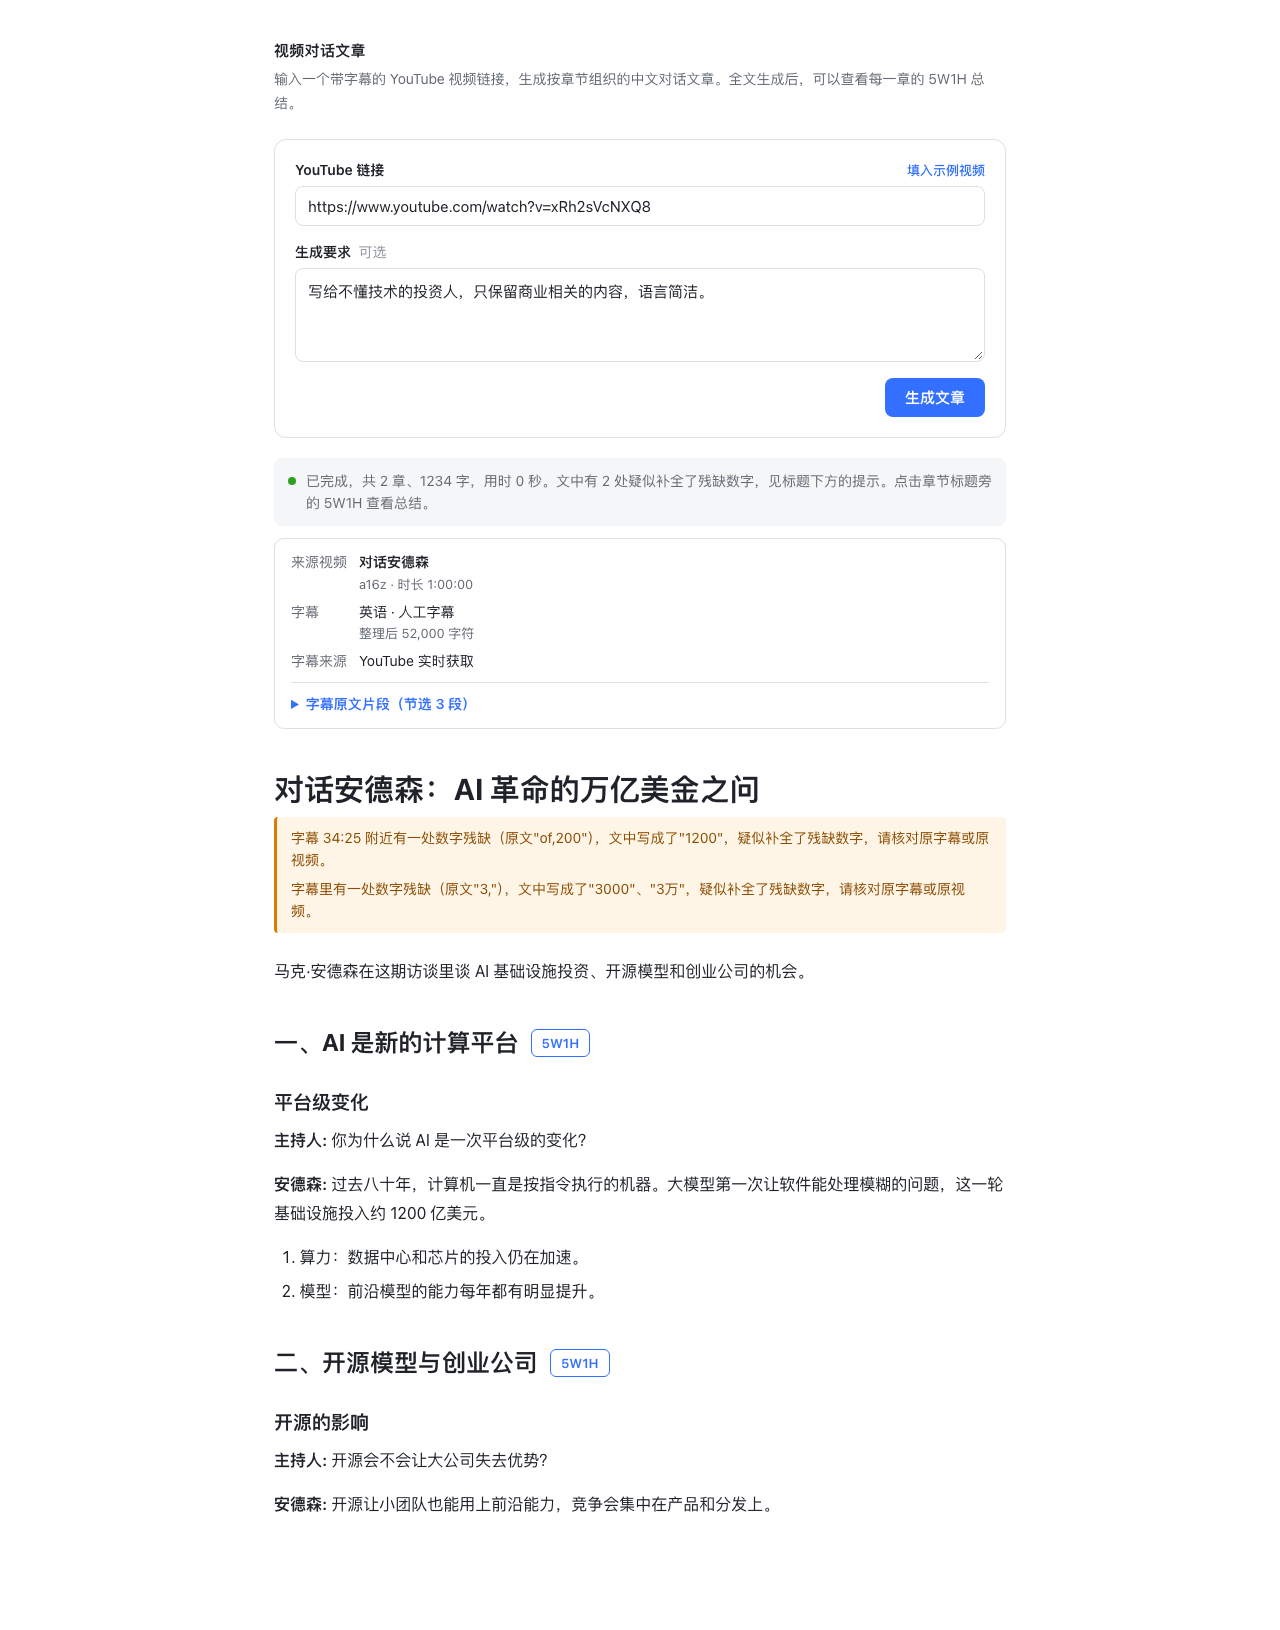 视频对话文章
输入一个带字幕的 YouTube 视频链接，生成按章节组织的中文对话文章。全文生成后，可以查看每一章的 5W1H 总
结。
YouTube 链接
填入示例视频
https://www.youtube.com/watch?v=xRh2sVcNXQ8
生成要求 可选
写给不懂技术的投资人，只保留商业相关的内容，语言简洁。
生成文章
已完成，共 2 章、1234 字，用时 0 秒。文中有 2 处疑似补全了残缺数字，见标题下方的提示。点击章节标题旁
的 5W1H 查看总结。
来源视频 对话安德森
a16z · 时长 1:00:00
字幕 英语 · 人工字幕
整理后 52,000 字符
字幕来源 YouTube 实时获取
字幕原文片段（节选 3 段）
对话安德森：AI 革命的万亿美金之问
字幕 34:25 附近有一处数字残缺（原文"of,200"），文中写成了"1200"，疑似补全了残缺数字，请核对原字幕或原
视频。
字幕里有一处数字残缺（原文"3,"），文中写成了"3000"、"3万"，疑似补全了残缺数字，请核对原字幕或原视
频。
马克·安德森在这期访谈里谈 AI 基础设施投资、开源模型和创业公司的机会。
一、AI 是新的计算平台 5W1H
平台级变化
主持人: 你为什么说 AI 是一次平台级的变化？
安德森: 过去八十年，计算机一直是按指令执行的机器。大模型第一次让软件能处理模糊的问题，这一轮
基础设施投入约 1200 亿美元。
1. 算力：数据中心和芯片的投入仍在加速。
2. 模型：前沿模型的能力每年都有明显提升。
二、开源模型与创业公司 5W1H
开源的影响
主持人: 开源会不会让大公司失去优势？
安德森: 开源让小团队也能用上前沿能力，竞争会集中在产品和分发上。